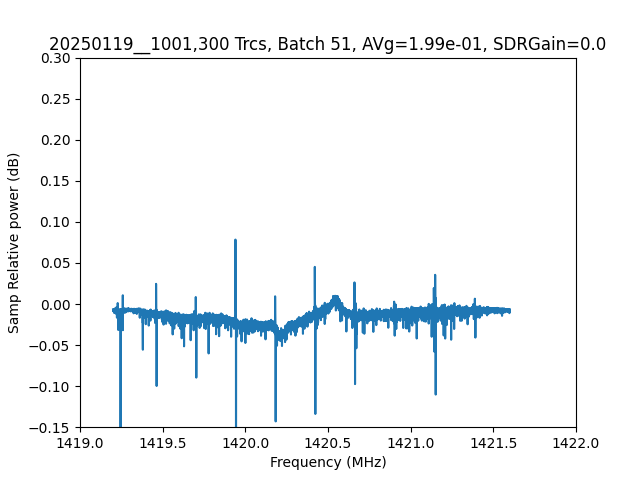 20250119__1001,300 Trcs, Batch 51, AVg=1.99e-01, SDRGain=0.0
0.30
0.25
0.20
0.15
0.10
0.05
0.00
−0.05
−0.10
−0.15
Samp Relative power (dB)
1419.0 1419.5 1420.0 1420.5 1421.0 1421.5 1422.0
Frequency (MHz)